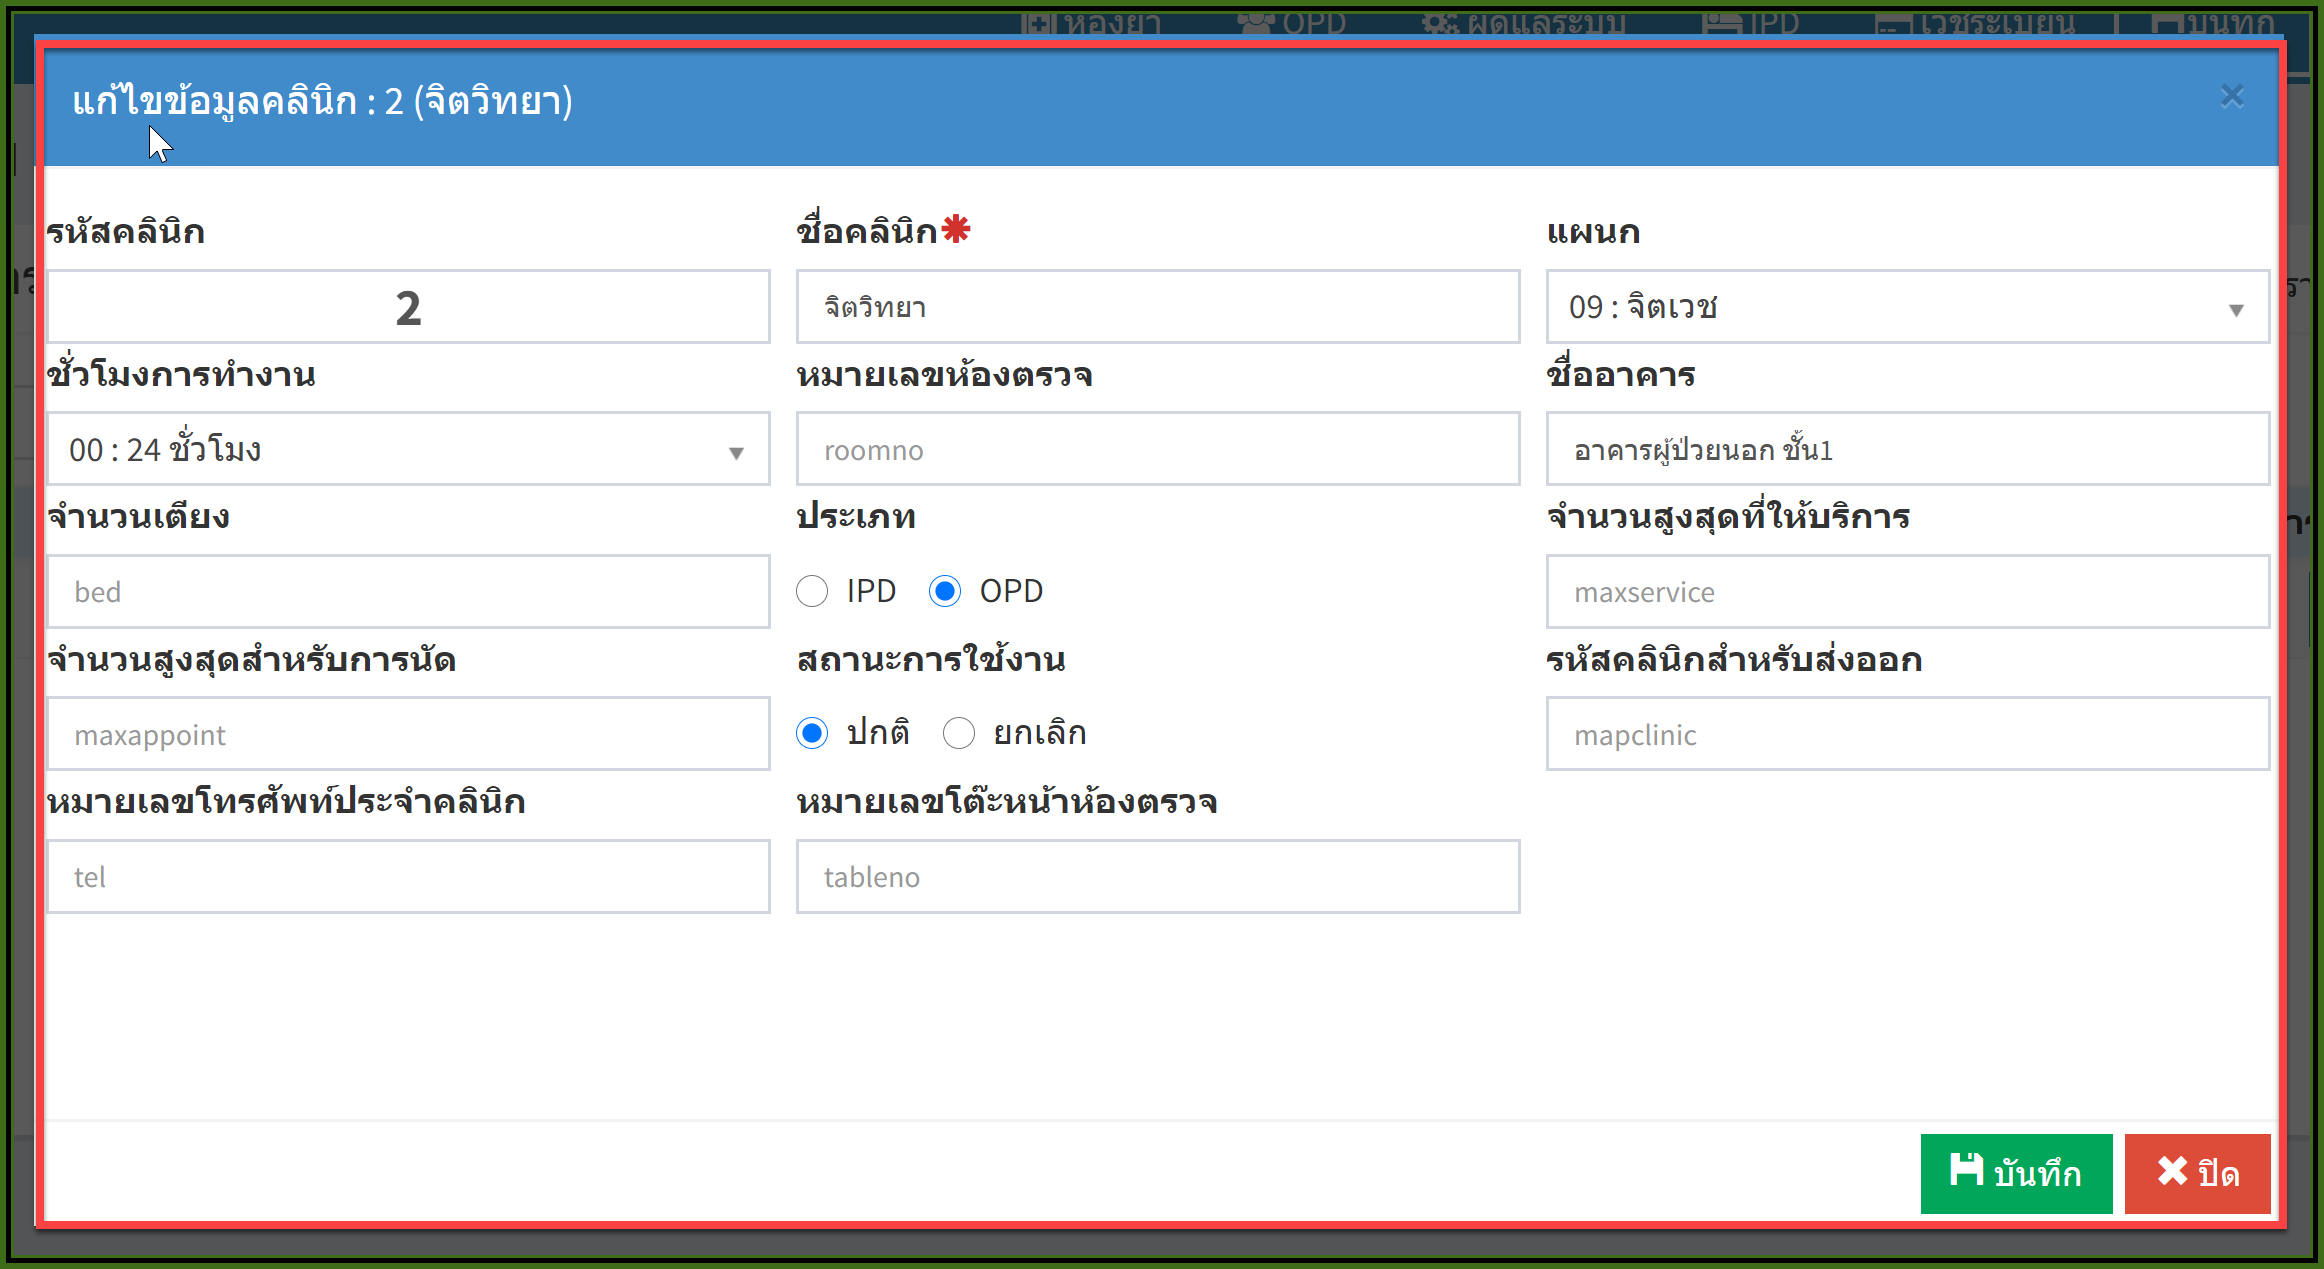 ห้องยา OPD ผู้ดูแลระบบ IPD เวชระเบียน บันทึก
แก้ไขข้อมูลคลินิก : 2 (จิตวิทยา)
รหัสคลินิก ชื่อคลินิก* แผนก
2 จิตวิทยา 09 : จิตเวช
ชั่วโมงการทำงาน หมายเลขห้องตรวจ ชื่ออาคาร
00 : 24 ชั่วโมง roomno อาคารผู้ป่วยนอก ชั้น1
จำนวนเตียง ประเภท จำนวนสูงสุดที่ให้บริการ
bed IPD OPD maxservice
จำนวนสูงสุดสำหรับการนัด สถานะการใช้งาน รหัสคลินิกสำหรับส่งออก
maxappoint ปกติ ยกเลิก mapclinic
หมายเลขโทรศัพท์ประจำคลินิก หมายเลขโต๊ะหน้าห้องตรวจ
tel tableno
บันทึก ปิด